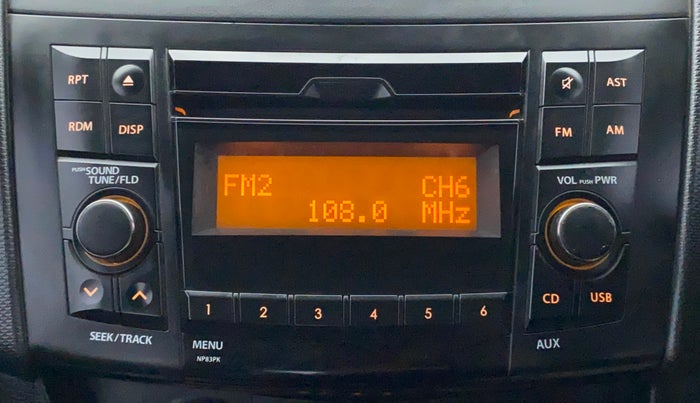 RPT
RDM DISP
AST
FM AM
PUSH SOUND
TUNE/FLD
FM2 CH6
108.0 MHz
VOL PUSH PWR
1 2 3 4 5 6
CD USB
SEEK/TRACK
MENU
NP83PK
AUX